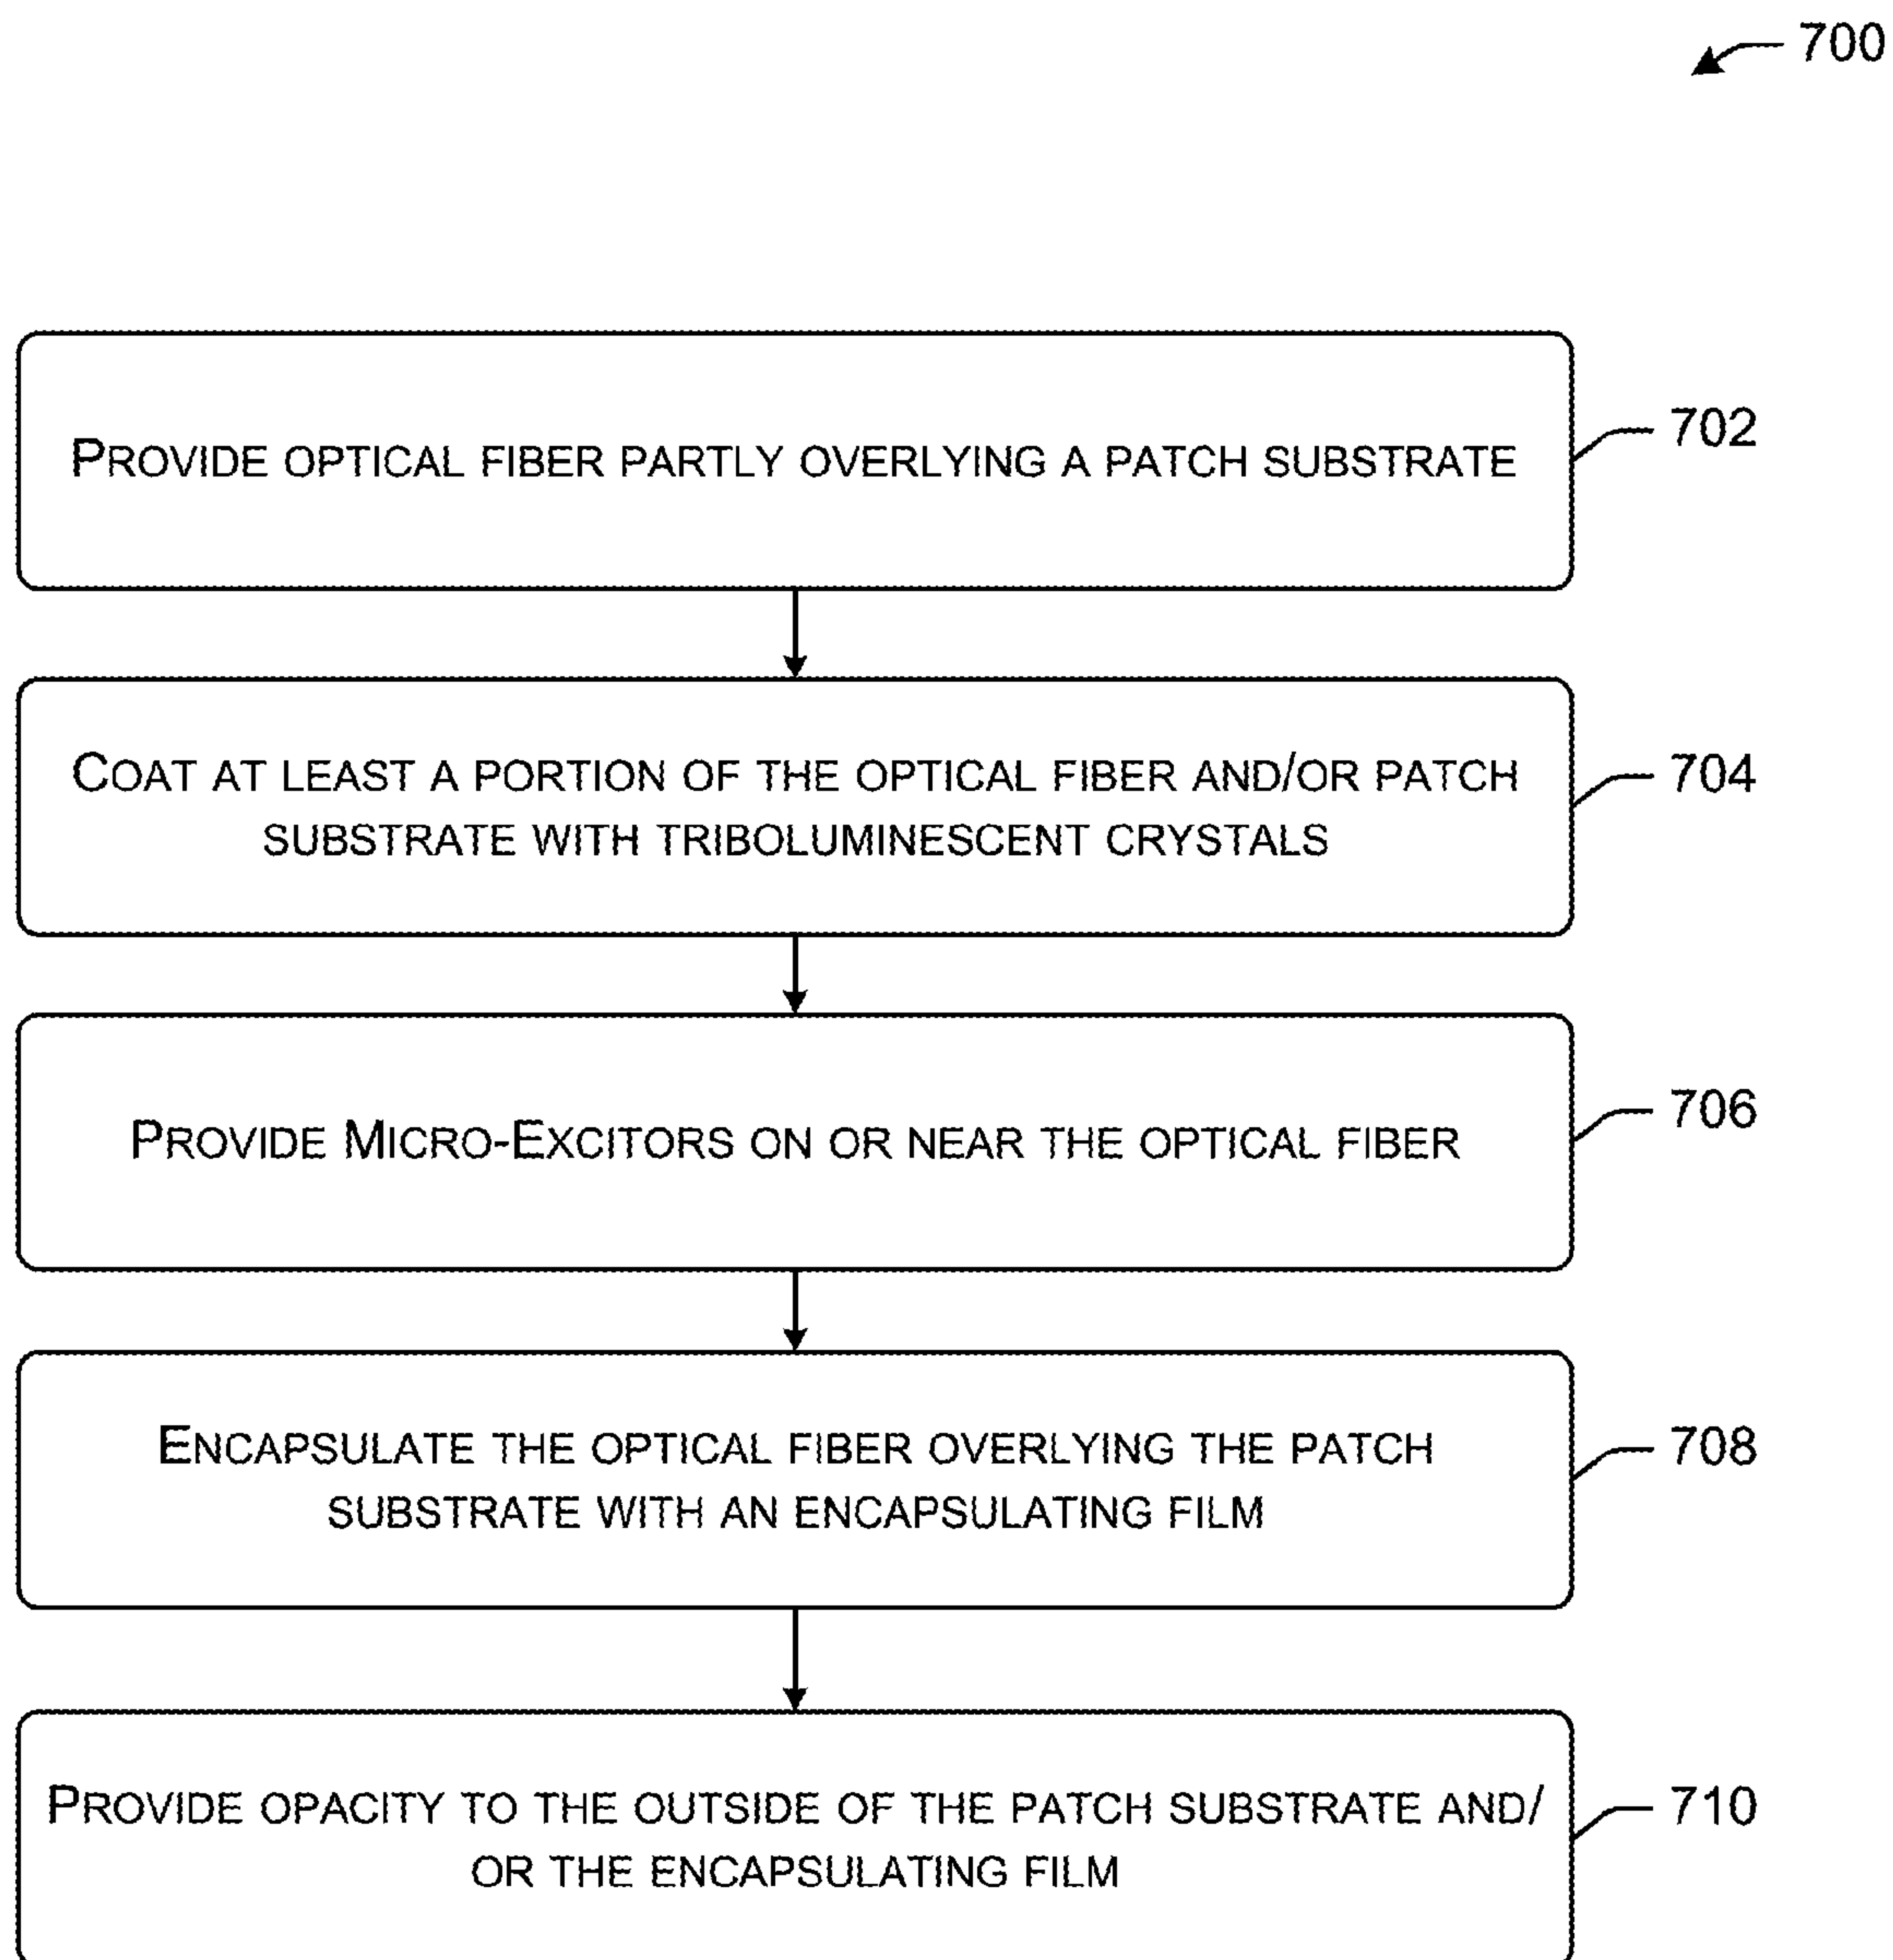 700
PROVIDE OPTICAL FIBER PARTLY OVERLYING A PATCH SUBSTRATE
702
COAT AT LEAST A PORTION OF THE OPTICAL FIBER AND/OR PATCH
SUBSTRATE WITH TRIBOLUMINESCENT CRYSTALS
704
PROVIDE MICRO-EXCITORS ON OR NEAR THE OPTICAL FIBER
706
ENCAPSULATE THE OPTICAL FIBER OVERLYING THE PATCH
SUBSTRATE WITH AN ENCAPSULATING FILM
708
PROVIDE OPACITY TO THE OUTSIDE OF THE PATCH SUBSTRATE AND/
OR THE ENCAPSULATING FILM
710